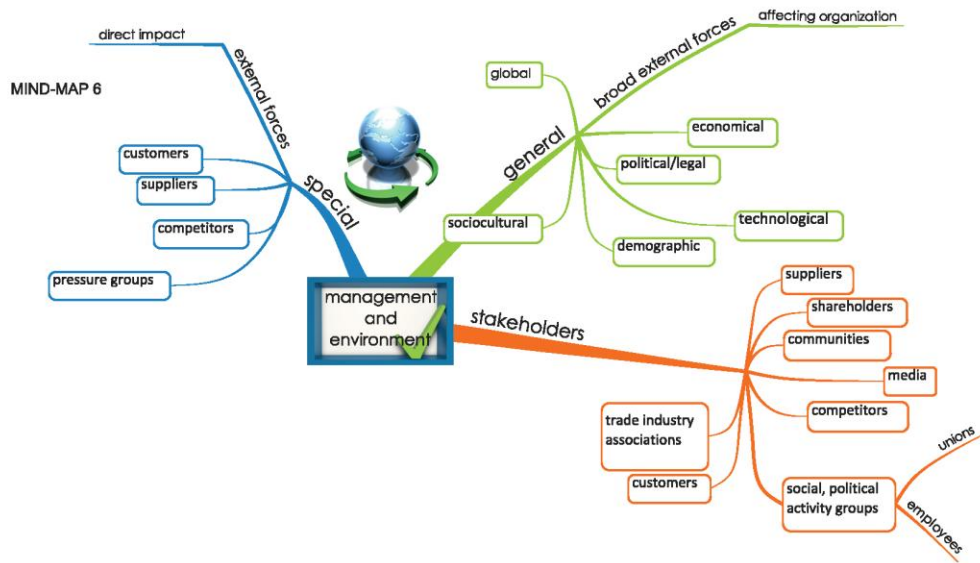 MIND-MAP 6
management
and
environment
special
external forces
direct impact
customers
suppliers
competitors
pressure groups
general
broad external forces
affecting organization
global
economical
political/legal
technological
demographic
sociocultural
stakeholders
suppliers
shareholders
communities
media
competitors
trade industry
associations
customers
social, political
activity groups
unions
employees